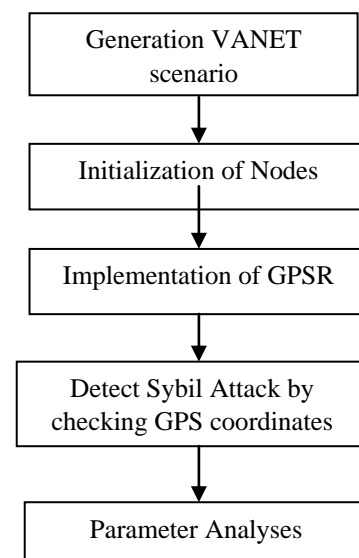 Generation VANET
scenario
Initialization of Nodes
Implementation of GPSR
Detect Sybil Attack by
checking GPS coordinates
Parameter Analyses